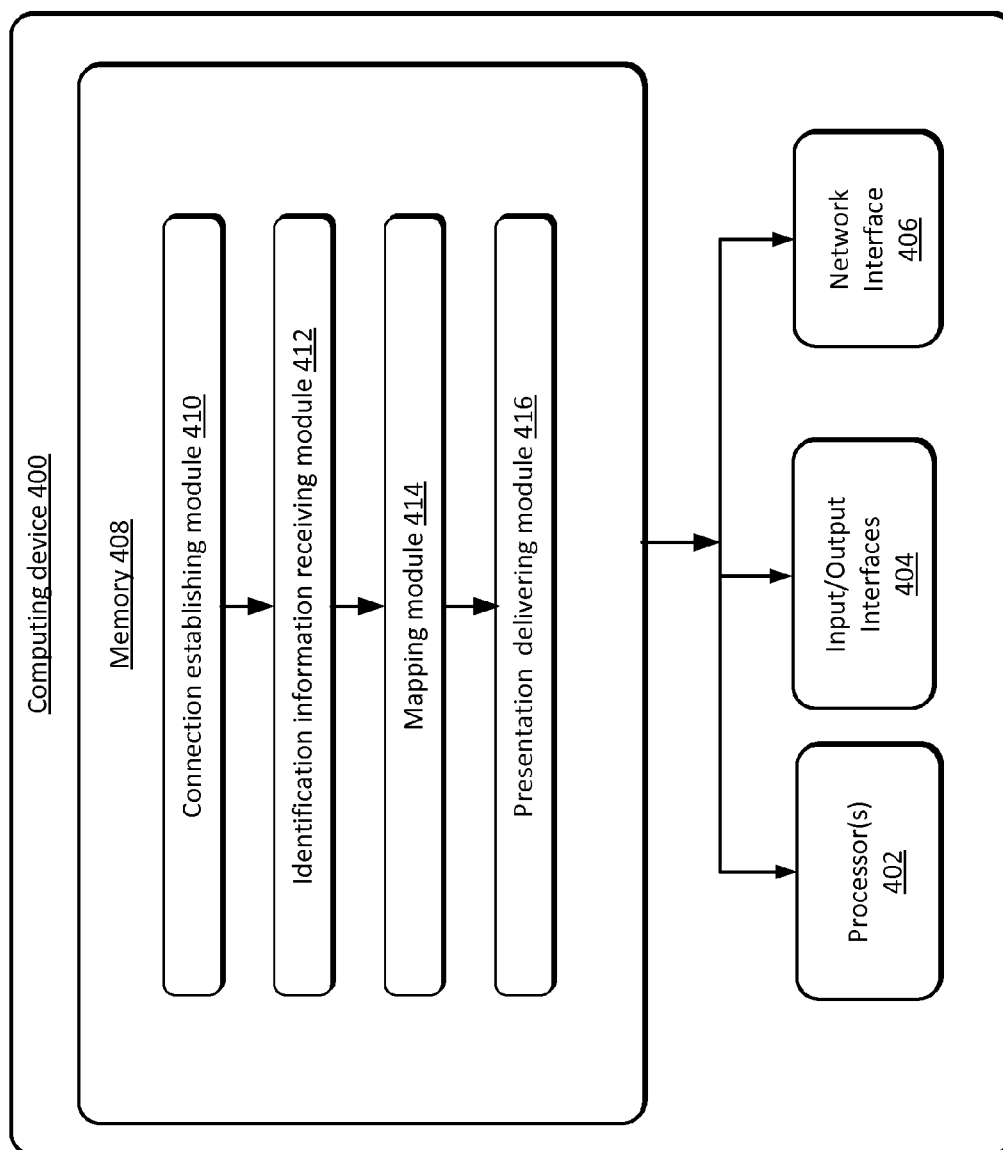 Computing device 400
Memory 408
Connection establishing module 410
Identification information receiving module 412
Mapping module 414
Presentation delivering module 416
Processor(s)
402
Input/Output
Interfaces
404
Network
Interface
406